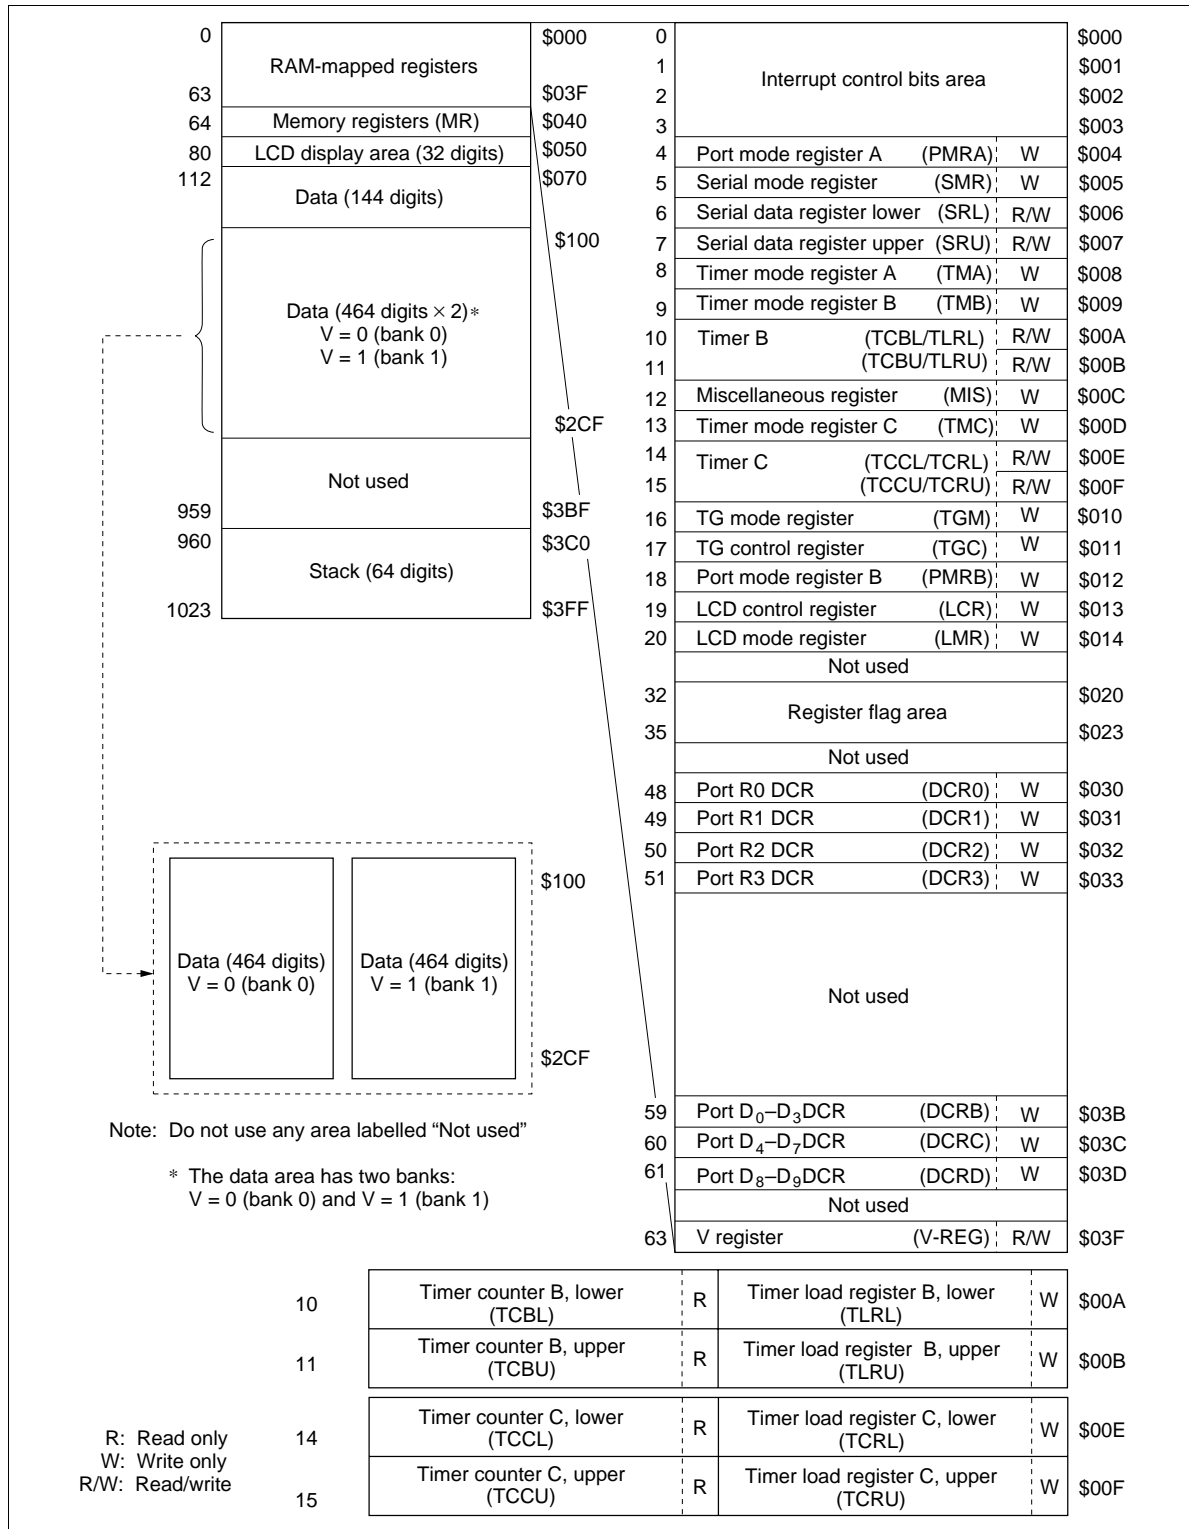 0 $000
RAM-mapped registers
63 $03F
64 Memory registers (MR) $040
80 LCD display area (32 digits) $050
112 $070
Data (144 digits)
$100
Data (464 digits × 2)*
V = 0 (bank 0)
V = 1 (bank 1)
$2CF
Not used
959 $3BF
960 $3C0
Stack (64 digits)
1023 $3FF
0 $000
1 $001
Interrupt control bits area
2 $002
3 $003
4 Port mode register A (PMRA) W $004
5 Serial mode register (SMR) W $005
6 Serial data register lower (SRL) R/W $006
7 Serial data register upper (SRU) R/W $007
8 Timer mode register A (TMA) W $008
9 Timer mode register B (TMB) W $009
10 Timer B (TCBL/TLRL) R/W $00A
11 (TCBU/TLRU) R/W $00B
12 Miscellaneous register (MIS) W $00C
13 Timer mode register C (TMC) W $00D
14 Timer C (TCCL/TCRL) R/W $00E
15 (TCCU/TCRU) R/W $00F
16 TG mode register (TGM) W $010
17 TG control register (TGC) W $011
18 Port mode register B (PMRB) W $012
19 LCD control register (LCR) W $013
20 LCD mode register (LMR) W $014
Not used
32 $020
Register flag area
35 $023
Not used
48 Port R0 DCR (DCR0) W $030
49 Port R1 DCR (DCR1) W $031
50 Port R2 DCR (DCR2) W $032
51 Port R3 DCR (DCR3) W $033
Not used
59 Port D0–D3DCR (DCRB) W $03B
60 Port D4–D7DCR (DCRC) W $03C
61 Port D8–D9DCR (DCRD) W $03D
Not used
63 V register (V-REG) R/W $03F
$100
Data (464 digits) Data (464 digits)
V = 0 (bank 0) V = 1 (bank 1)
$2CF
Note: Do not use any area labelled “Not used”
* The data area has two banks:
V = 0 (bank 0) and V = 1 (bank 1)
10 Timer counter B, lower R Timer load register B, lower W $00A
(TCBL) (TLRL)
11 Timer counter B, upper R Timer load register B, upper W $00B
(TCBU) (TLRU)
14 Timer counter C, lower R Timer load register C, lower W $00E
(TCCL) (TCRL)
15 Timer counter C, upper R Timer load register C, upper W $00F
(TCCU) (TCRU)
R: Read only
W: Write only
R/W: Read/write